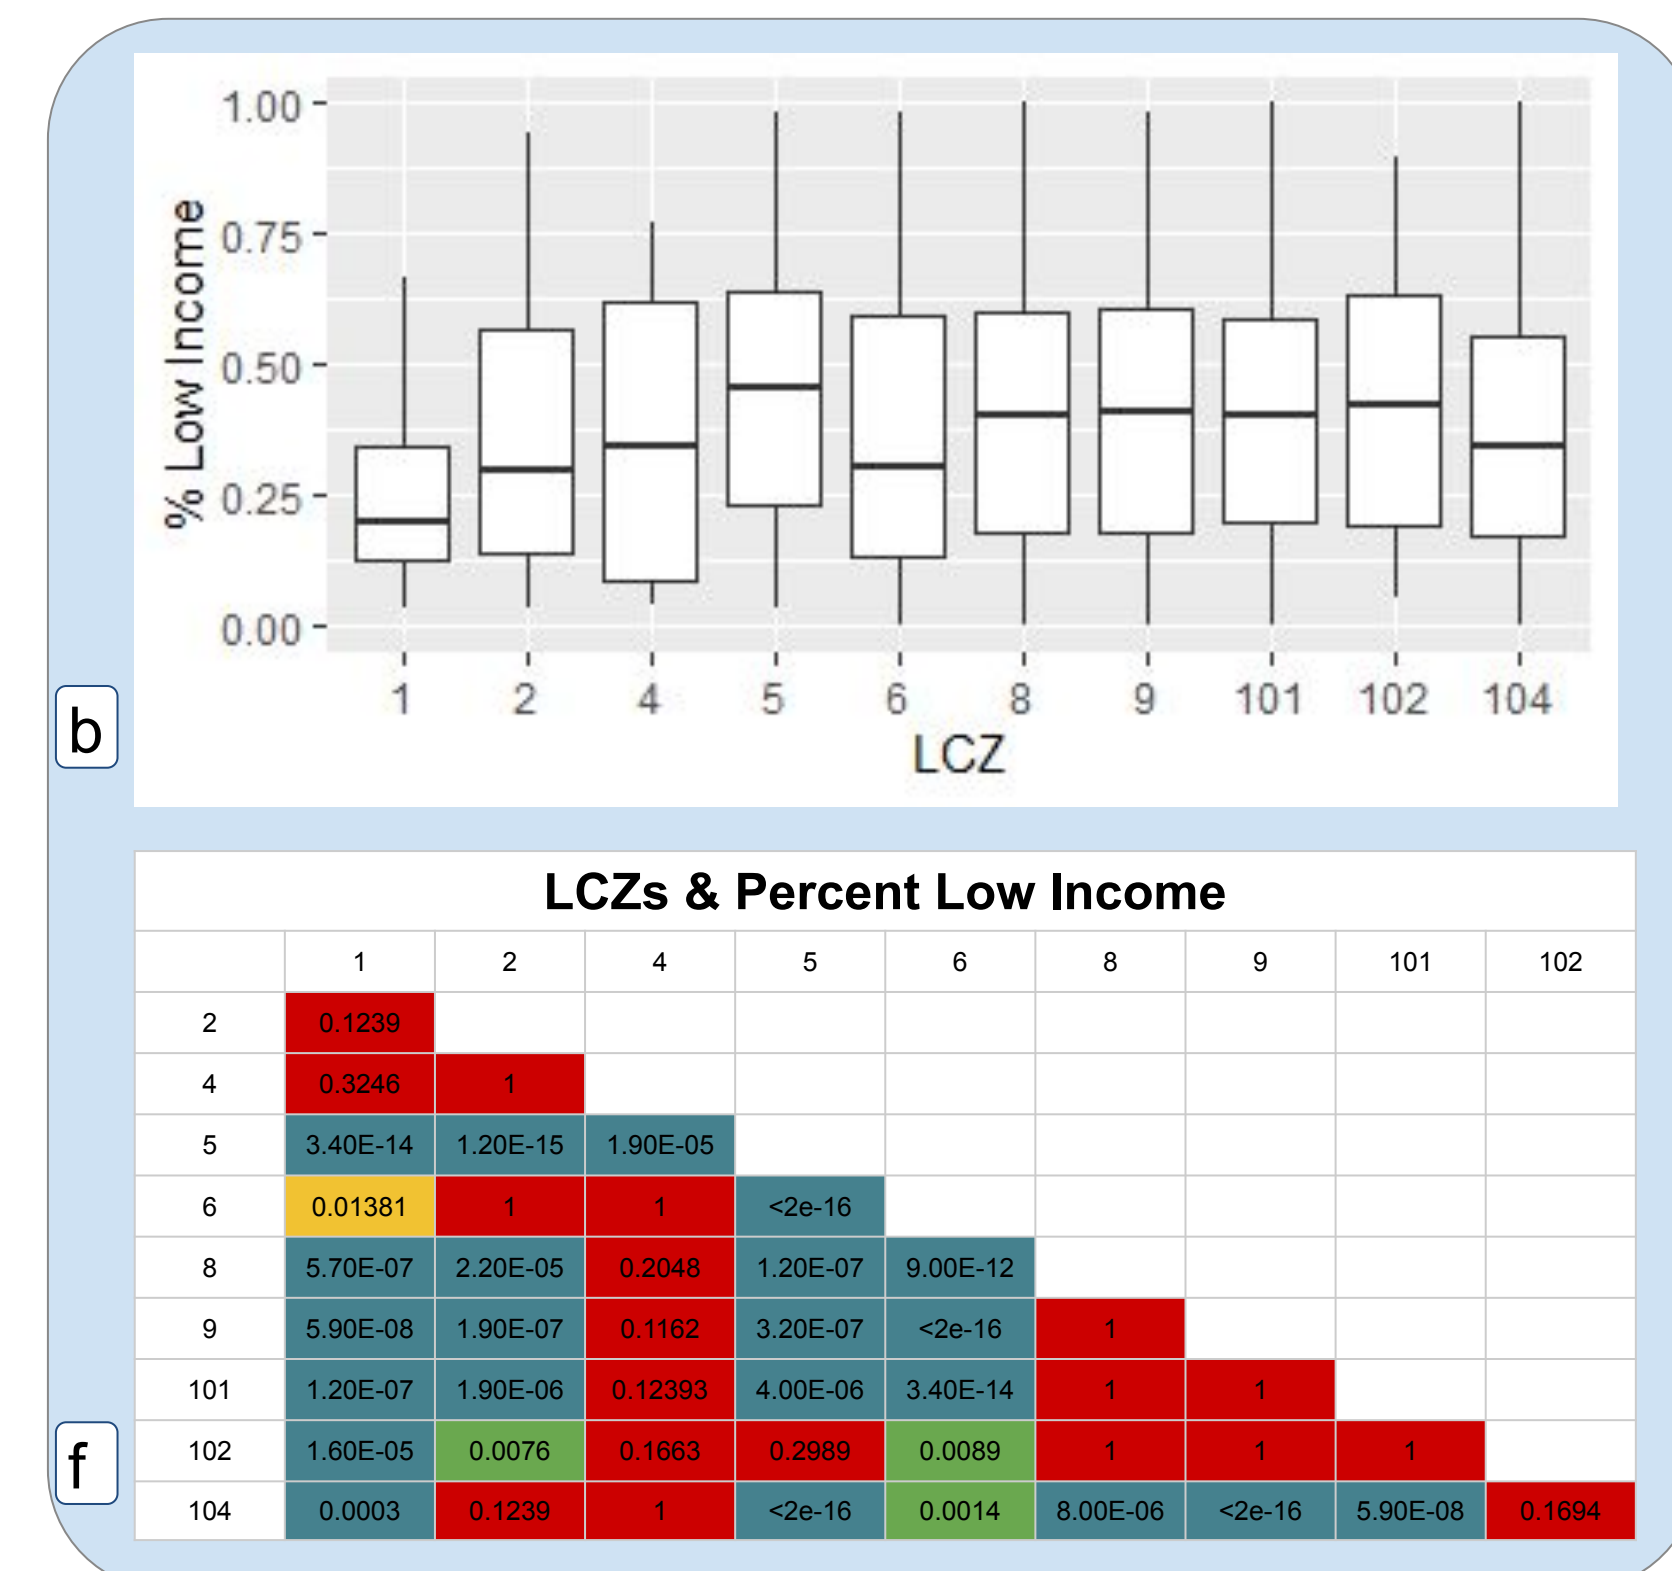 1.00
0.75
0.50
0.25
0.00
% Low Income
1 2 4 5 6 8 9 101 102 104
LCZ
b
LCZs & Percent Low Income
1 2 4 5 6 8 9 101 102
2 0.1239
4 0.3246 1
5 3.40E-14 1.20E-15 1.90E-05
6 0.01381 1 1 <2e-16
8 5.70E-07 2.20E-05 0.2048 1.20E-07 9.00E-12
9 5.90E-08 1.90E-07 0.1162 3.20E-07 <2e-16 1
101 1.20E-07 1.90E-06 0.12393 4.00E-06 3.40E-14 1 1
102 1.60E-05 0.0076 0.1663 0.2989 0.0089 1 1 1
104 0.0003 0.1239 1 <2e-16 0.0014 8.00E-06 <2e-16 5.90E-08 0.1694
f